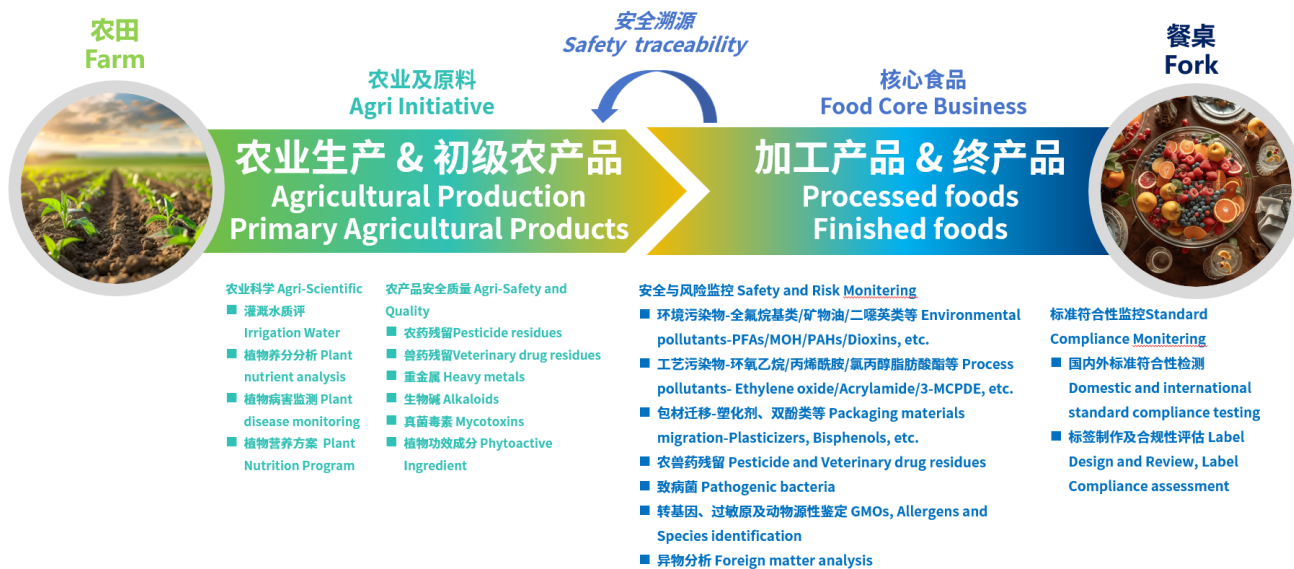 农田
Farm
安全溯源
Safety traceability
餐桌
Fork
农业及原料
Agri Initiative
核心食品
Food Core Business
农业生产 & 初级农产品
Agricultural Production
Primary Agricultural Products
加工产品 & 终产品
Processed foods
Finished foods
农业科学 Agri-Scientific
灌溉水质评
Irrigation Water
植物养分分析 Plant
nutrient analysis
植物病害监测 Plant
disease monitoring
植物营养方案 Plant
Nutrition Program
农产品安全质量 Agri-Safety and
Quality
农药残留Pesticide residues
兽药残留Veterinary drug residues
重金属 Heavy metals
生物碱 Alkaloids
真菌毒素 Mycotoxins
植物功效成分 Phytoactive
Ingredient
安全与风险监控 Safety and Risk Monitering
环境污染物-全氟烷基类/矿物油/二噁英类等 Environmental
pollutants-PFAs/MOH/PAHs/Dioxins, etc.
工艺污染物-环氧乙烷/丙烯酰胺/氯丙醇脂肪酸酯等 Process
pollutants- Ethylene oxide/Acrylamide/3-MCPDE, etc.
包材迁移-塑化剂、双酚类等 Packaging materials
migration-Plasticizers, Bisphenols, etc.
农兽药残留 Pesticide and Veterinary drug residues
致病菌 Pathogenic bacteria
转基因、过敏原及动物源性鉴定 GMOs, Allergens and
Species identification
异物分析 Foreign matter analysis
标准符合性监控Standard
Compliance Monitering
国内外标准符合性检测
Domestic and international
standard compliance testing
标签制作及合规性评估 Label
Design and Review, Label
Compliance assessment